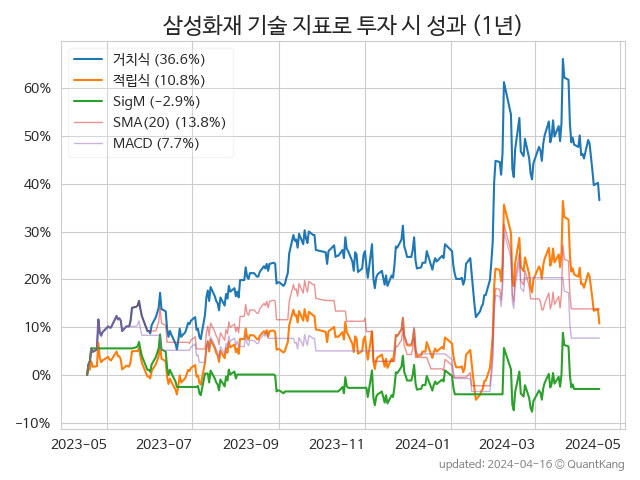 삼성화재 기술 지표로 투자 시 성과 (1년)
거치식 (36.6%)
적립식 (10.8%)
SigM (−2.9%)
SMA(20) (13.8%)
MACD (7.7%)
60%
50%
40%
30%
20%
10%
0%
−10%
2023−05 2023−07 2023−09 2023−11 2024−01 2024−03 2024−05
updated: 2024−04−16 © QuantKang